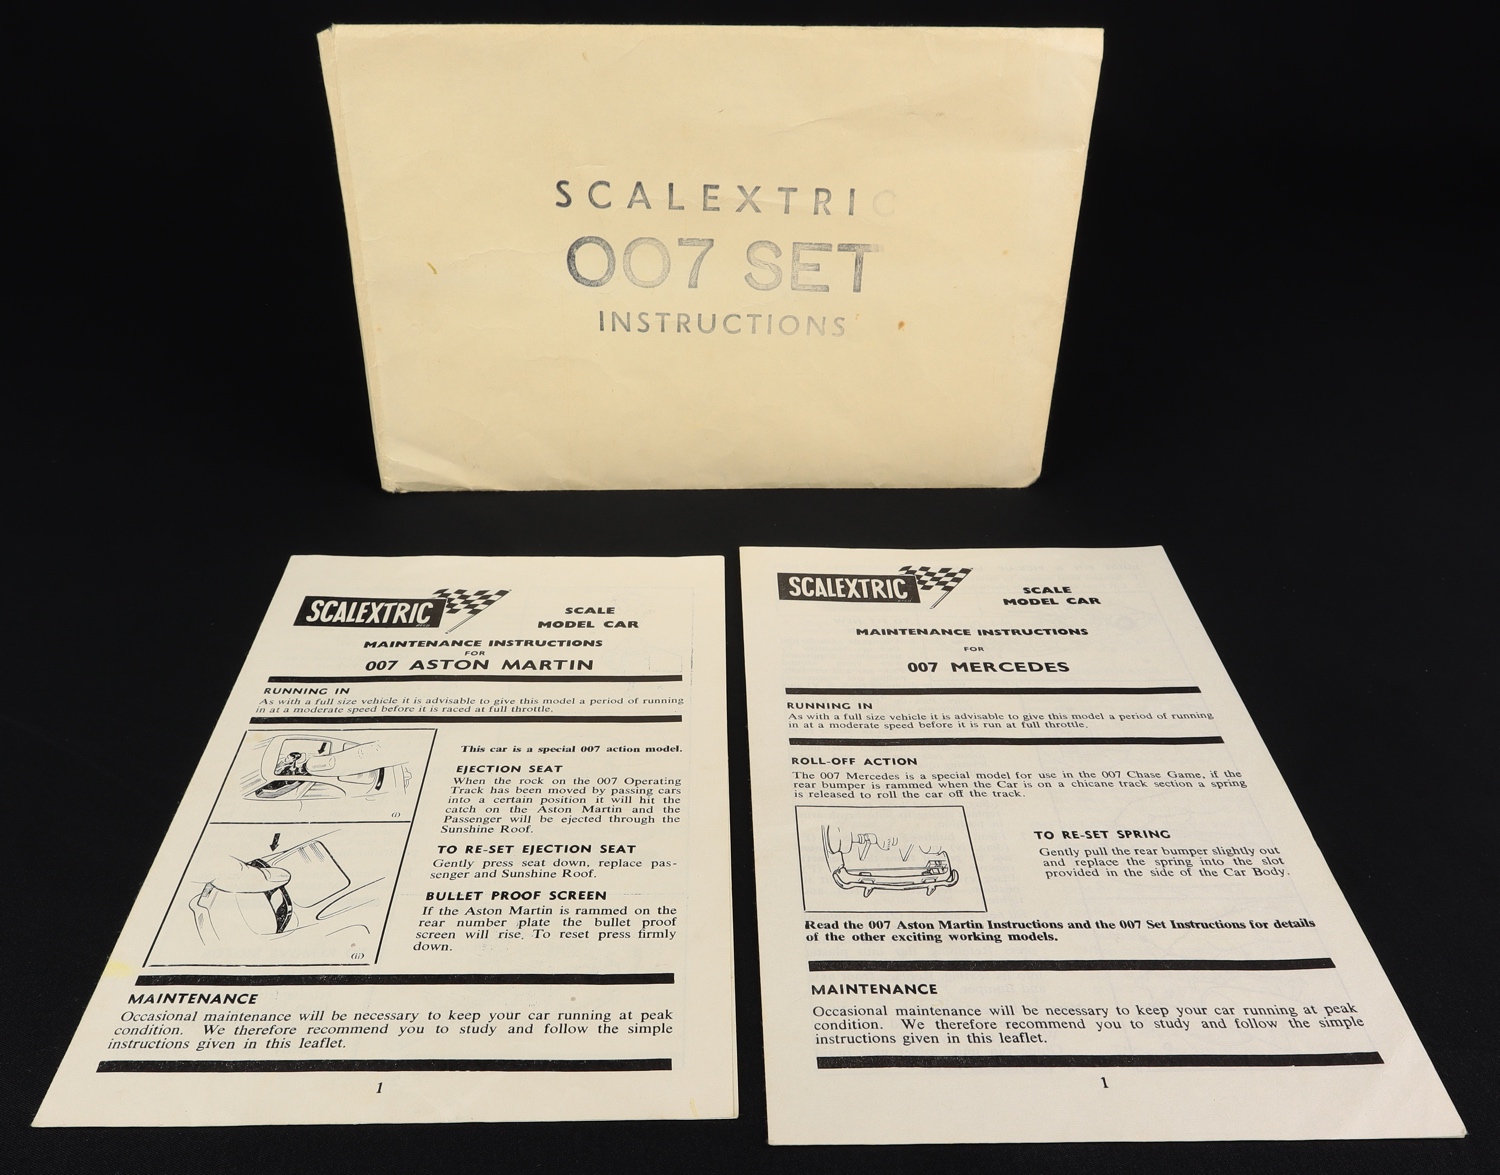 SCALEXTRIC
007 SET
INSTRUCTIONS
SCALEXTRIC
SCALE
MODEL CAR
MAINTENANCE INSTRUCTIONS
FOR
007 ASTON MARTIN
RUNNING IN
As with a full size vehicle it is advisable to give this model a period of running
in at a moderate speed before it is raced at full throttle.
(i)
(ii)
This car is a special 007 action model.
EJECTION SEAT
When the rock on the 007 Operating
Track has been moved by passing cars
into a certain position it will hit the
catch on the Aston Martin and the
Passenger will be ejected through the
Sunshine Roof.
TO RE-SET EJECTION SEAT
Gently press seat down, replace pas-
senger and Sunshine Roof.
BULLET PROOF SCREEN
If the Aston Martin is rammed on the
rear number plate the bullet proof
screen will rise. To reset press firmly
down.
MAINTENANCE
Occasional maintenance will be necessary to keep your car running at peak
condition. We therefore recommend you to study and follow the simple
instructions given in this leaflet.
1
SCALEXTRIC
SCALE
MODEL CAR
MAINTENANCE INSTRUCTIONS
FOR
007 MERCEDES
RUNNING IN
As with a full size vehicle it is advisable to give this model a period of running
in at a moderate speed before it is run at full throttle.
ROLL-OFF ACTION
The 007 Mercedes is a special model for use in the 007 Chase Game, if the
rear bumper is rammed when the Car is on a chicane track section a spring
is released to roll the car off the track.
TO RE-SET SPRING
Gently pull the rear bumper slightly out
and replace the spring into the slot
provided in the side of the Car Body.
Read the 007 Aston Martin Instructions and the 007 Set Instructions for details
of the other exciting working models.
MAINTENANCE
Occasional maintenance will be necessary to keep your car running at peak
condition. We therefore recommend you to study and follow the simple
instructions given in this leaflet.
1